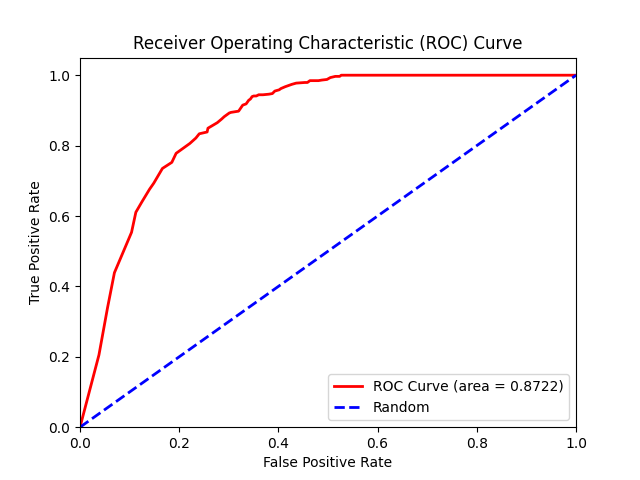 Receiver Operating Characteristic (ROC) Curve
1.0
0.8
0.6
0.4
0.2
0.0
True Positive Rate
0.0 0.2 0.4 0.6 0.8 1.0
False Positive Rate
ROC Curve (area = 0.8722)
Random